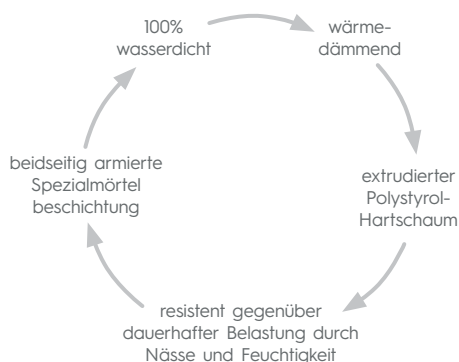 100%
wasserdicht
wärme-
dämmend
extrudierter
Polystyrol-
Hartschaum
resistent gegenüber
dauerhafter Belastung durch
Nässe und Feuchtigkeit
beidseitig armierte
Spezialmörtel
beschichtung